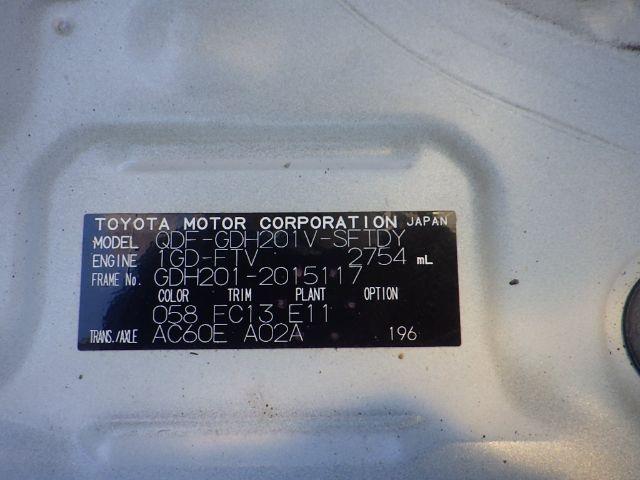 TOYOTA MOTOR CORPORATION JAPAN
MODEL QDF-GDH201V-SFTDY
ENGINE 1GD-FTV 2754 mL
FRAME No. GDH201-2015117
COLOR TRIM PLANT OPTION
058 FC13 E11
TRANS./AXLE AC60E A02A 196